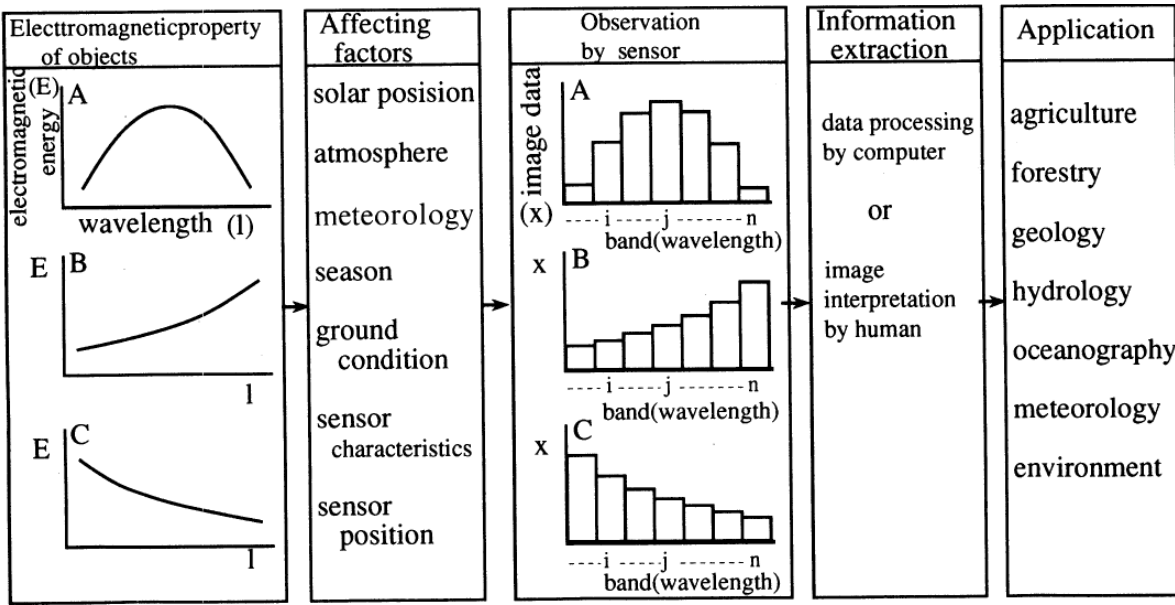 Electtromagneticproperty
of objects
electromagnetic
energy
(E)
A
wavelength (l)
E
B
l
E
C
l
Affecting
factors
solar posision
atmosphere
meteorology
season
ground
condition
sensor
characteristics
sensor
position
Observation
by sensor
image data
(x)
A
----- i ----- j -------- n
band(wavelength)
x
B
---- i ----- j -------- n
band(wavelength)
x
C
---- i ----- j -------- n
band(wavelength)
Information
extraction
data processing
by computer
or
image
interpretation
by human
Application
agriculture
forestry
geology
hydrology
oceanography
meteorology
environment